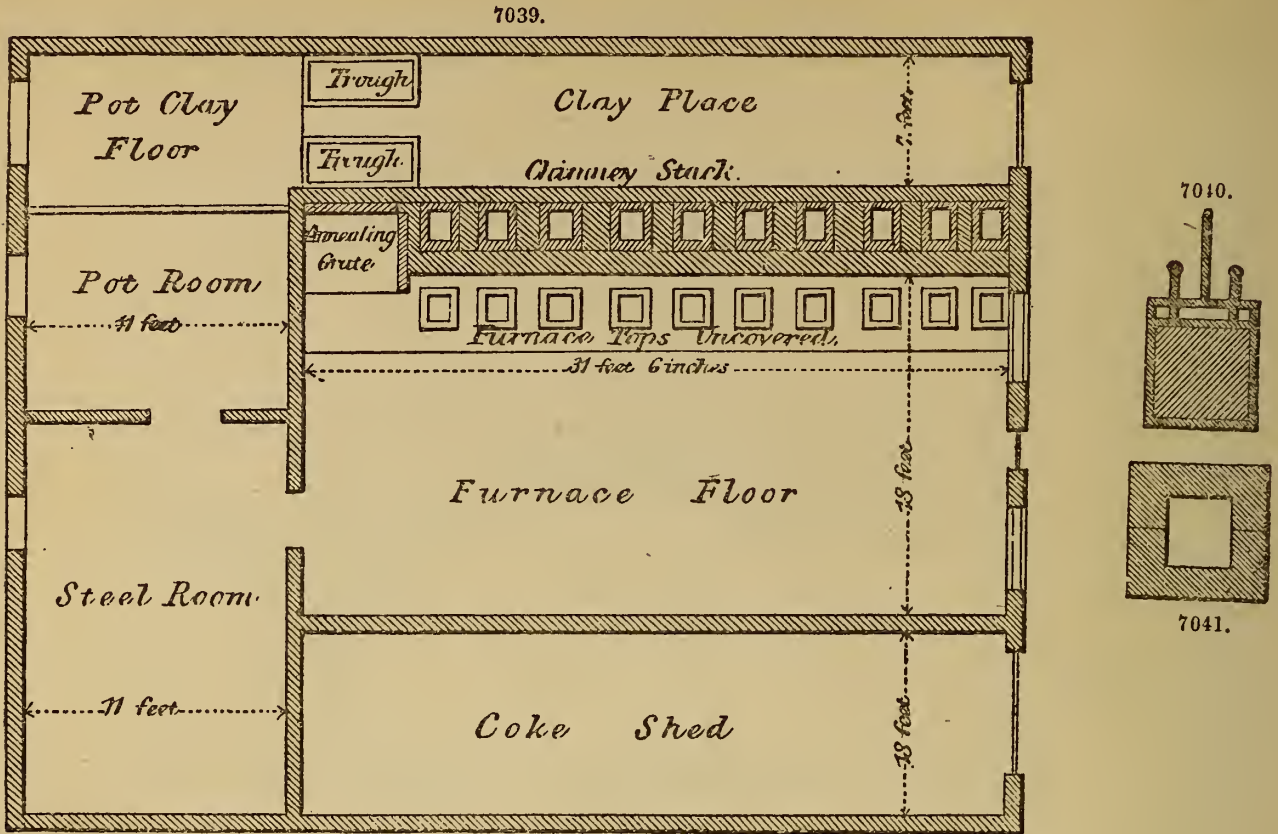 7039.
Trough
Pot Clay
Floor
Clay Place
7 feet
Trough.
Chimney Stack.
7040.
Annealing
Grate
Pot Room
11 feet
Furnace Tops Uncovered.
31 feet 6 inches
Furnace Floor
18 feet
Steel Room.
7041.
11 feet
Coke Shed